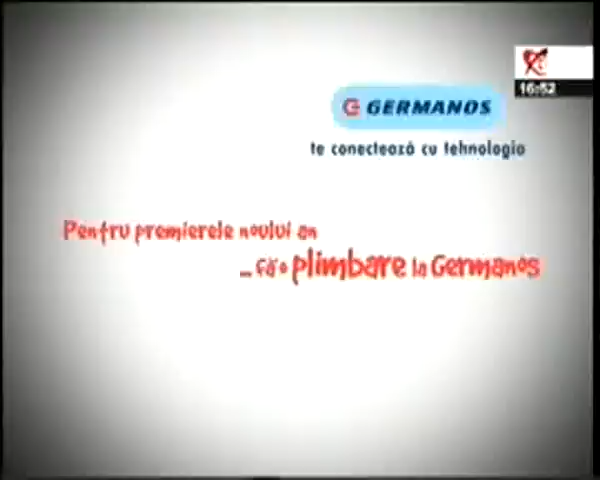 16:52
GERMANOS
te conectează cu tehnologia
Pentru premierele noului an
... fă o plimbare la Germanos